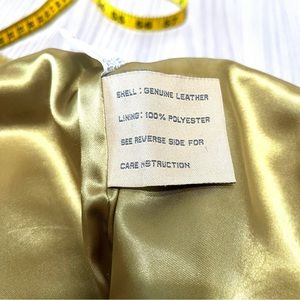 SHELL : GENUINE LEATHER
LINING: 100% POLYESTER
SEE REVERSE SIDE FOR
CARE INSTRUCTION